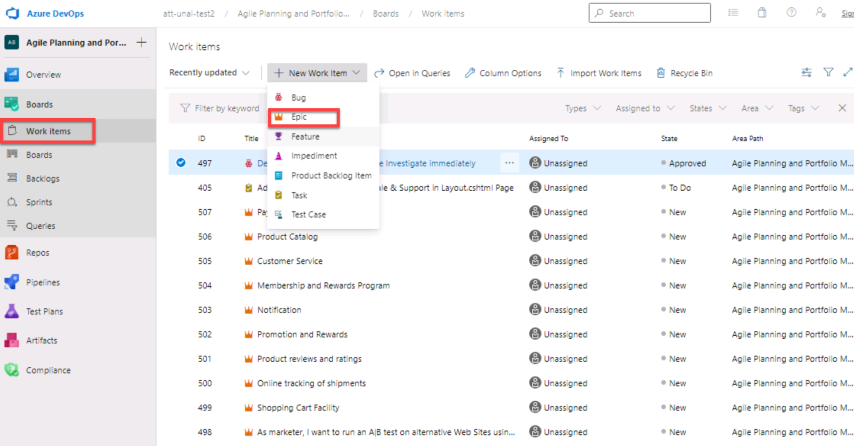 Azure DevOps
att-unal-test2 / Agile Planning and Portfolio... / Boards / Work items
Search
Agile Planning and Por...
Overview
Boards
Work items
Boards
Backlogs
Sprints
Queries
Repos
Pipelines
Test Plans
Artifacts
Compliance
Work items
Recently updated
New Work Item
Open in Queries
Column Options
Import Work Items
Recycle Bin
Filter by keyword
Types
Assigned to
States
Area
Tags
Bug
Epic
Feature
Impediment
Product Backlog Item
Task
Test Case
ID Title Assigned To State Area Path
497 De e Investigate immediately ... Unassigned Approved Agile Planning and Portfolio M...
405 Ad ale & Support in Layout.cshtml Page Unassigned To Do Agile Planning and Portfolio M...
507 Pay Unassigned New Agile Planning and Portfolio M...
506 Product Catalog Unassigned New Agile Planning and Portfolio M...
505 Customer Service Unassigned New Agile Planning and Portfolio M...
504 Membership and Rewards Program Unassigned New Agile Planning and Portfolio M...
503 Notification Unassigned New Agile Planning and Portfolio M...
502 Promotion and Rewards Unassigned New Agile Planning and Portfolio M...
501 Product reviews and ratings Unassigned New Agile Planning and Portfolio M...
500 Online tracking of shipments Unassigned New Agile Planning and Portfolio M...
499 Shopping Cart Facility Unassigned New Agile Planning and Portfolio M...
498 As marketer, I want to run an A|B test on alternative Web Sites usin... Unassigned New Agile Planning and Portfolio M...